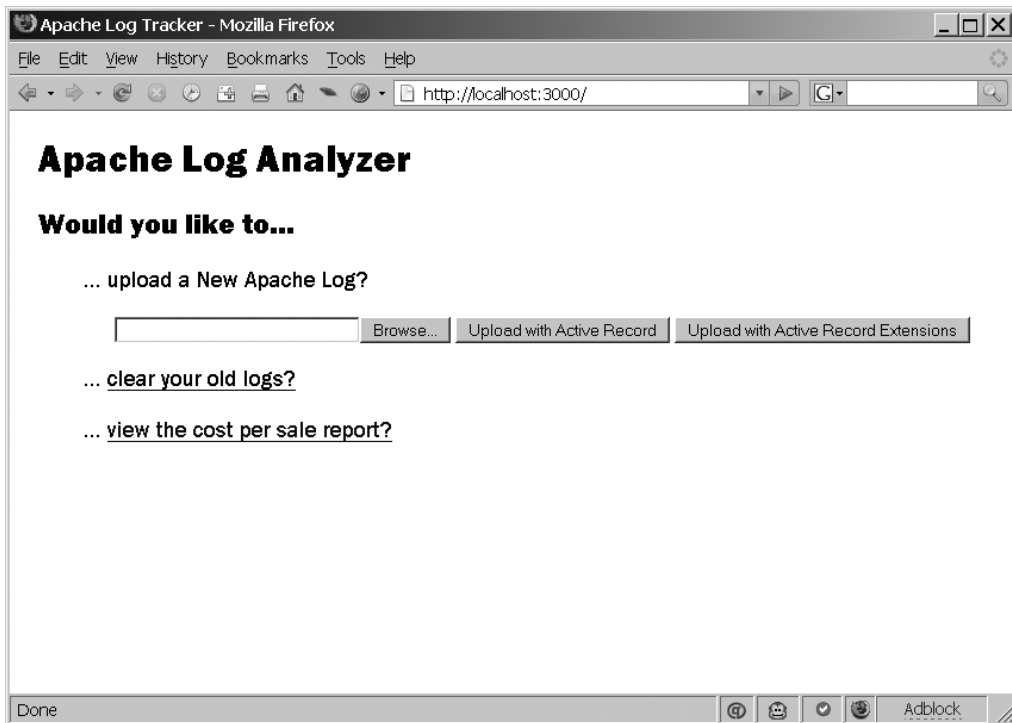 Apache Log Tracker - Mozilla Firefox
File Edit View History Bookmarks Tools Help
http://localhost:3000/ G
Apache Log Analyzer
Would you like to...
... upload a New Apache Log?
Browse... Upload with Active Record Upload with Active Record Extensions
... clear your old logs?
... view the cost per sale report?
Done Adblock